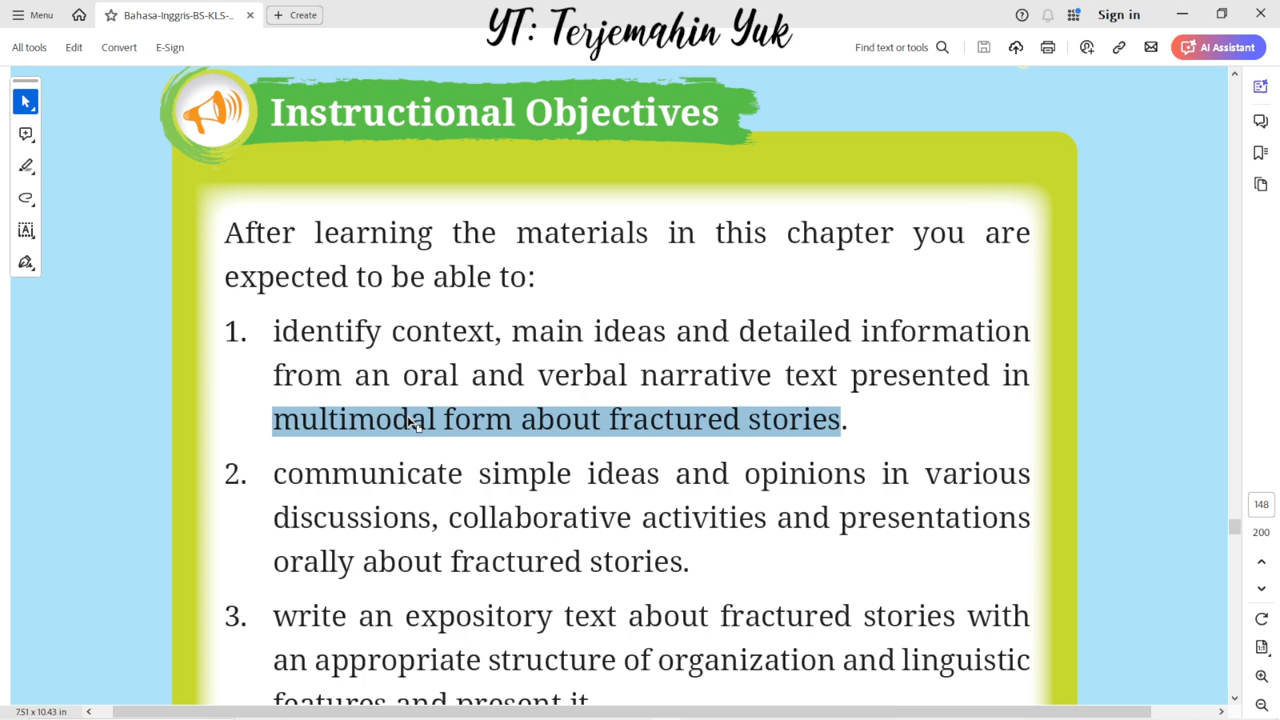 Menu
Bahasa-Inggris-BS-KLS-...
Create
YT: Terjemahin Yuk
Sign in
All tools Edit Convert E-Sign
Find text or tools
AI Assistant
Instructional Objectives
After learning the materials in this chapter you are
expected to be able to:
1. identify context, main ideas and detailed information
from an oral and verbal narrative text presented in
multimodal form about fractured stories.
2. communicate simple ideas and opinions in various
discussions, collaborative activities and presentations
orally about fractured stories.
3. write an expository text about fractured stories with
an appropriate structure of organization and linguistic
features and present it.
148
200
7.51 x 10.43 in